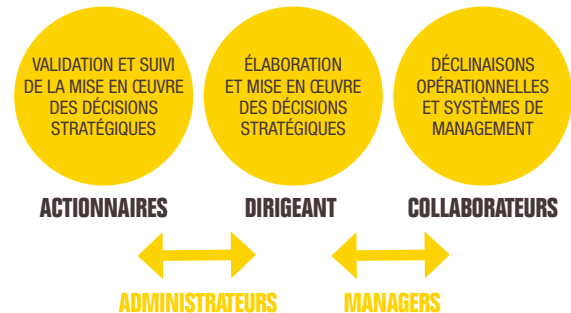 VALIDATION ET SUIVI
DE LA MISE EN ŒUVRE
DES DÉCISIONS
STRATÉGIQUES
ÉLABORATION
ET MISE EN ŒUVRE
DES DÉCISIONS
STRATÉGIQUES
DÉCLINAISONS
OPÉRATIONNELLES
ET SYSTÈMES DE
MANAGEMENT
ACTIONNAIRES
DIRIGEANT
COLLABORATEURS
ADMINISTRATEURS
MANAGERS